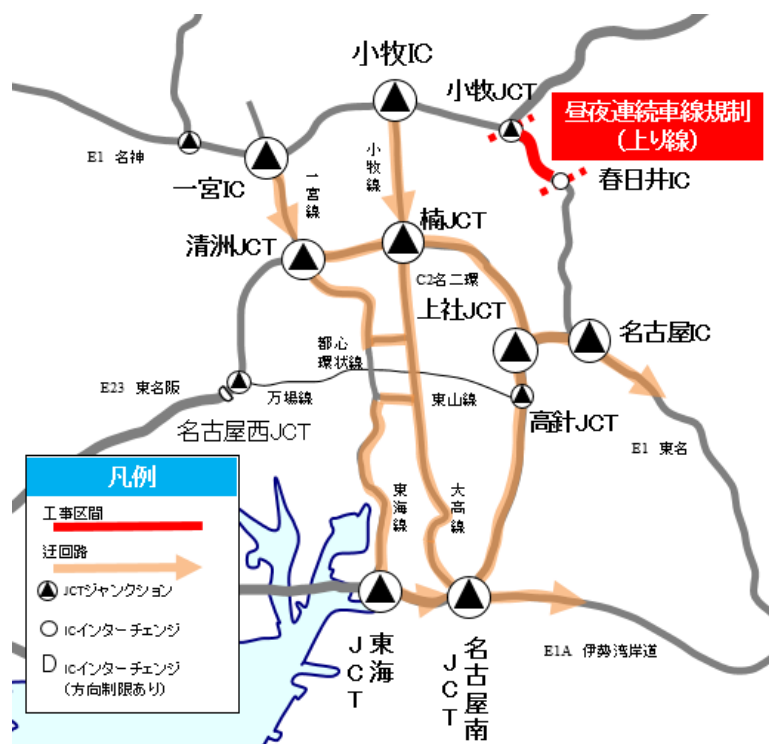 小牧IC
小牧JCT
昼夜連続車線規制
(上り線)
E1 名神
一宮IC
一宮線
小牧線
春日井IC
楠JCT
清洲JCT
C2名二環
上社JCT
名古屋IC
都心
環状線
E23 東名阪
万場線
東山線
高針JCT
E1 東名
名古屋西JCT
凡例
工事区間
迂回路
JCTジャンクション
ICインターチェンジ
ICインターチェンジ
(方向制限あり)
東海線
大高線
E1A 伊勢湾岸道
東海
JCT
名古屋南
JCT